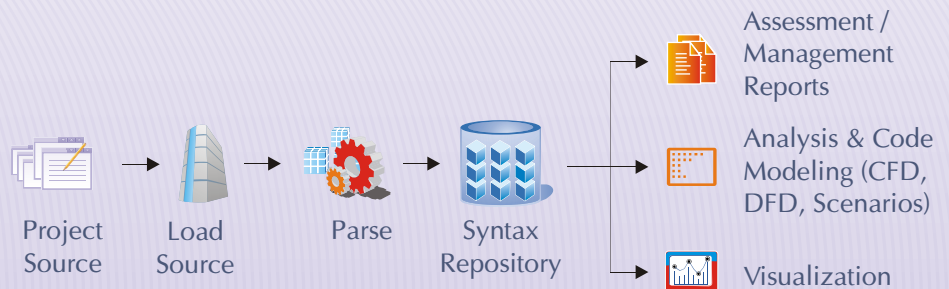 Project
Source
Load
Source
Parse
Syntax
Repository
Assessment /
Management
Reports
Analysis & Code
Modeling (CFD,
DFD, Scenarios)
Visualization